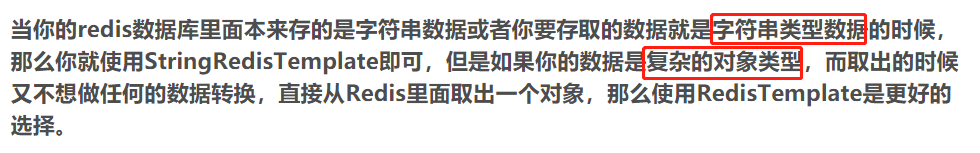 当你的redis数据库里面本来存的是字符串数据或者你要存取的数据就是字符串类型数据的时候，
那么你就使用StringRedisTemplate即可，但是如果你的数据是复杂的对象类型，而取出的时候
又不想做任何的数据转换，直接从Redis里面取出一个对象，那么使用RedisTemplate是更好的
选择。